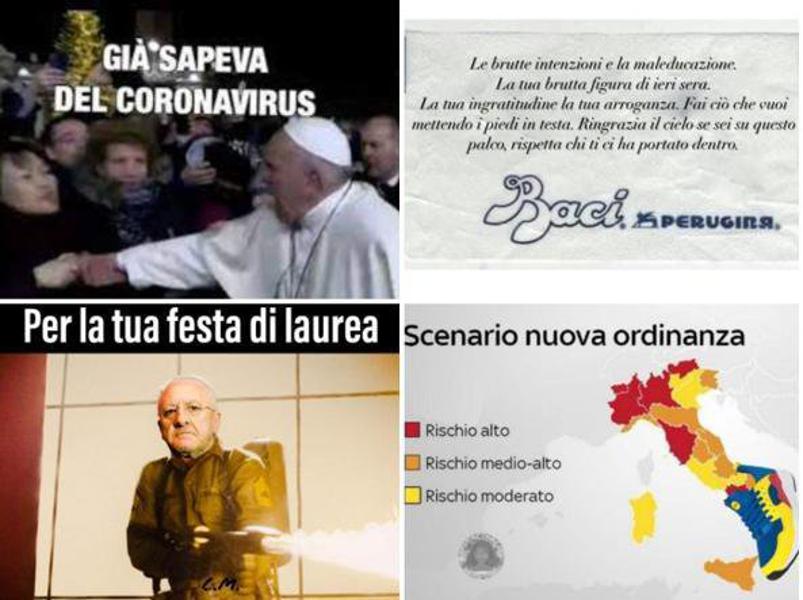 GIÀ SAPEVA
DEL CORONAVIRUS
Le brutte intenzioni e la maleducazione.
La tua brutta figura di ieri sera.
La tua ingratitudine la tua arroganza. Fai ciò che vuoi
mettendo i piedi in testa. Ringrazia il cielo se sei su questo
palco, rispetta chi ti ci ha portato dentro.
Baci PERUGINA
Per la tua festa di laurea
L.M.
Scenario nuova ordinanza
Rischio alto
Rischio medio-alto
Rischio moderato